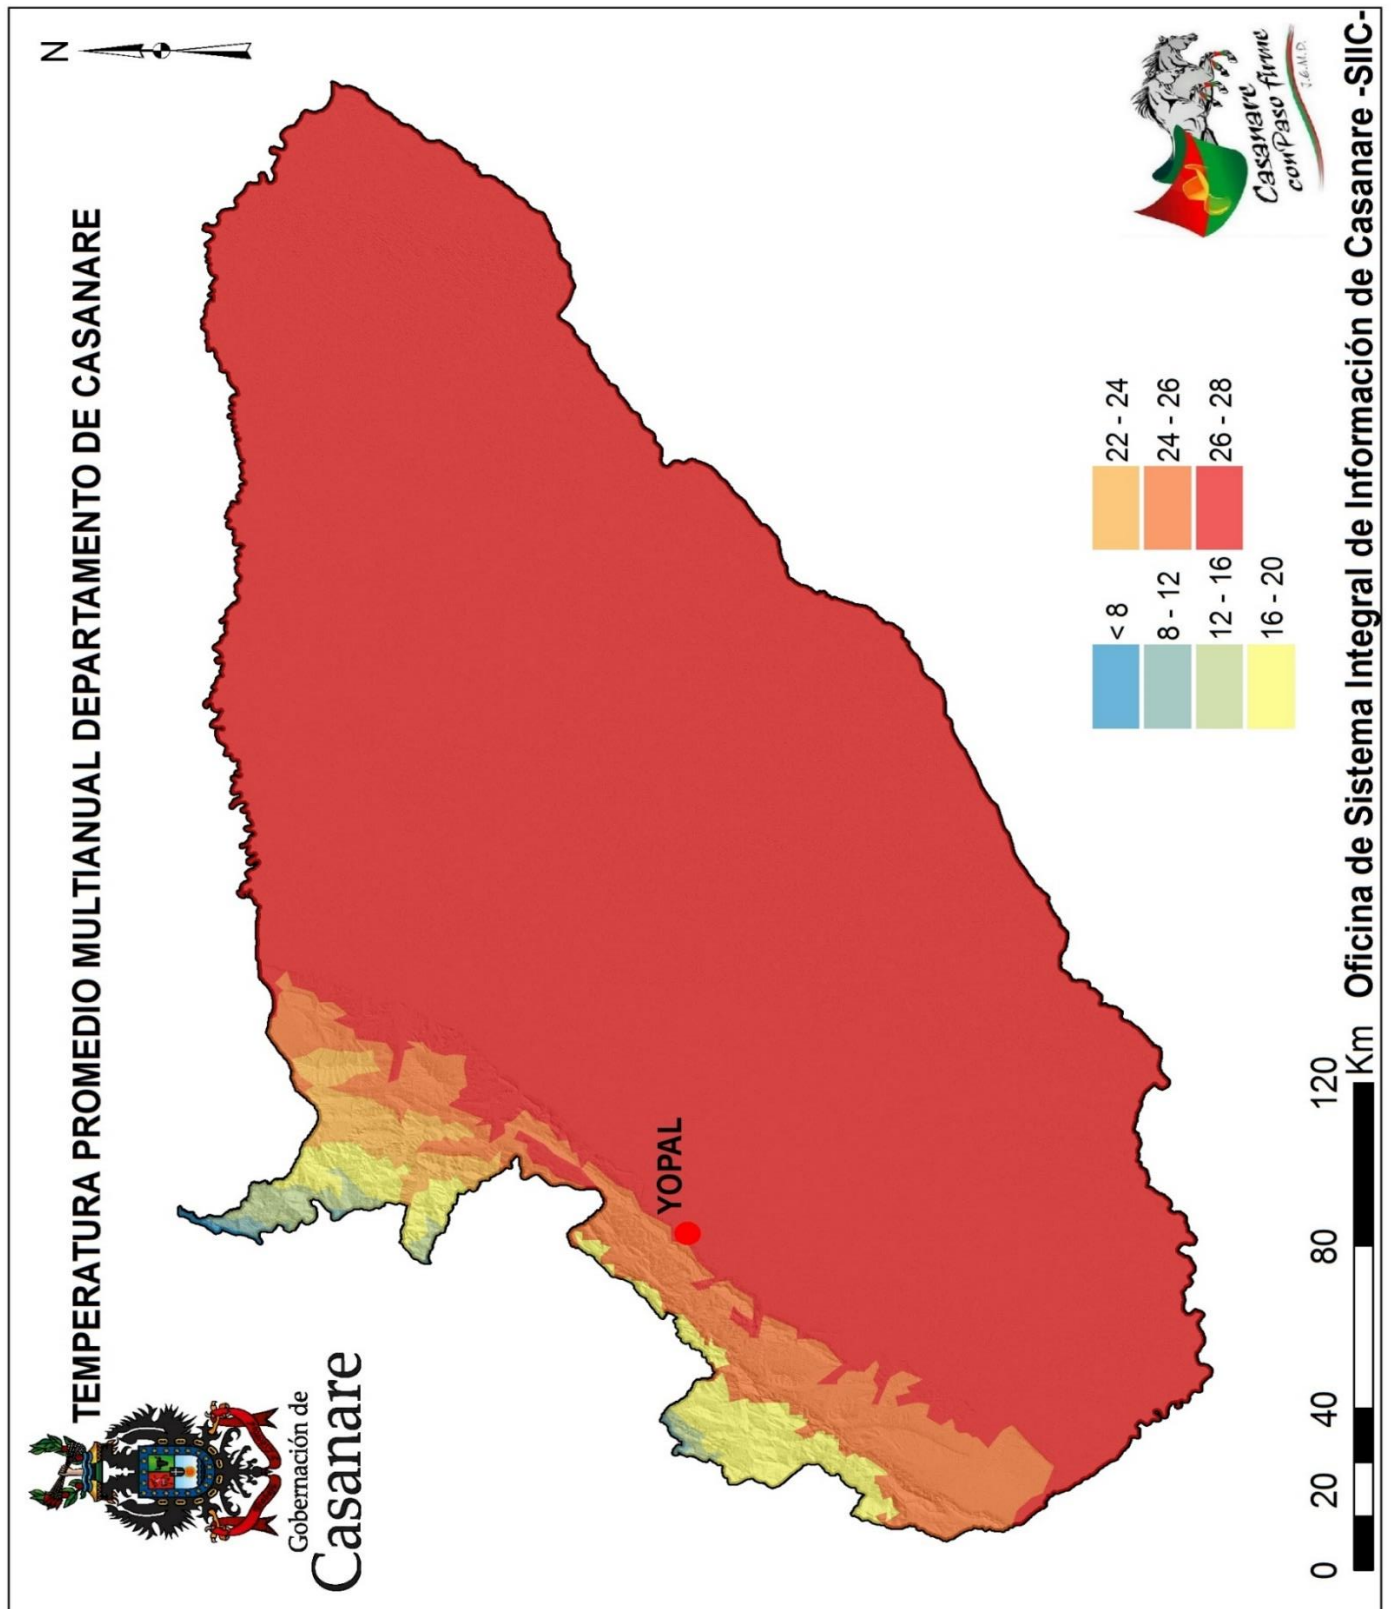 TEMPERATURA PROMEDIO MULTIANUAL DEPARTAMENTO DE CASANARE
N
Gobernación de
Casanare
YOPAL
< 8
8 - 12
12 - 16
16 - 20
22 - 24
24 - 26
26 - 28
Casanare
con Paso firme
J.G.M.D.
0 20 40 80 120
Km
Oficina de Sistema Integral de Información de Casanare -SIIC-